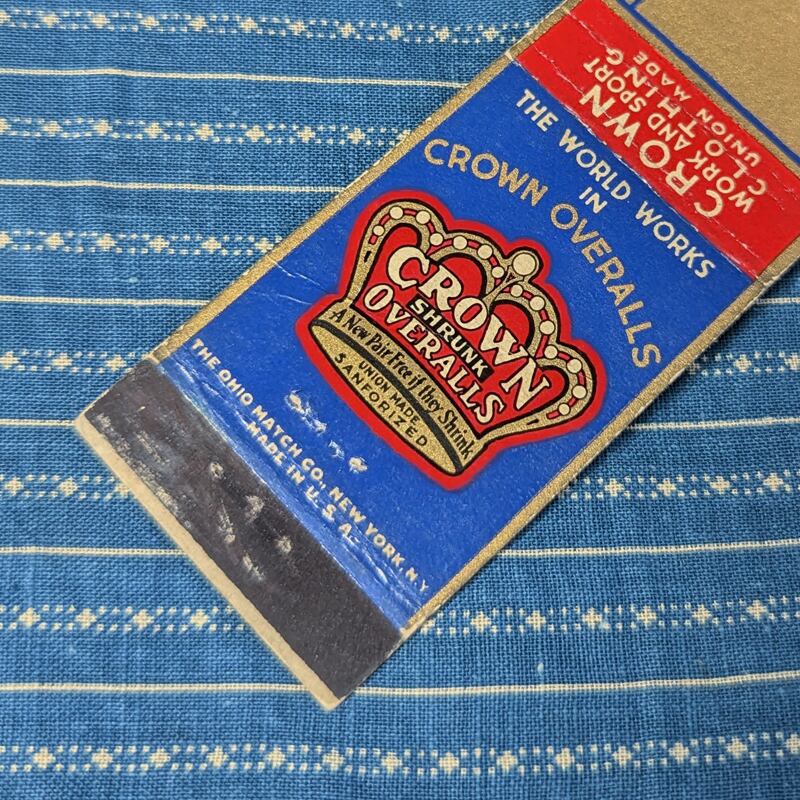 CROWN
WORK AND SPORT
CLOTHING
UNION MADE
THE WORLD WORKS
IN
CROWN OVERALLS
CROWN
SHRUNK
OVERALLS
A New Pair Free if they Shrink
UNION MADE
SANFORIZED
THE OHIO MATCH CO., NEW YORK, N.Y.
MADE IN U.S.A.